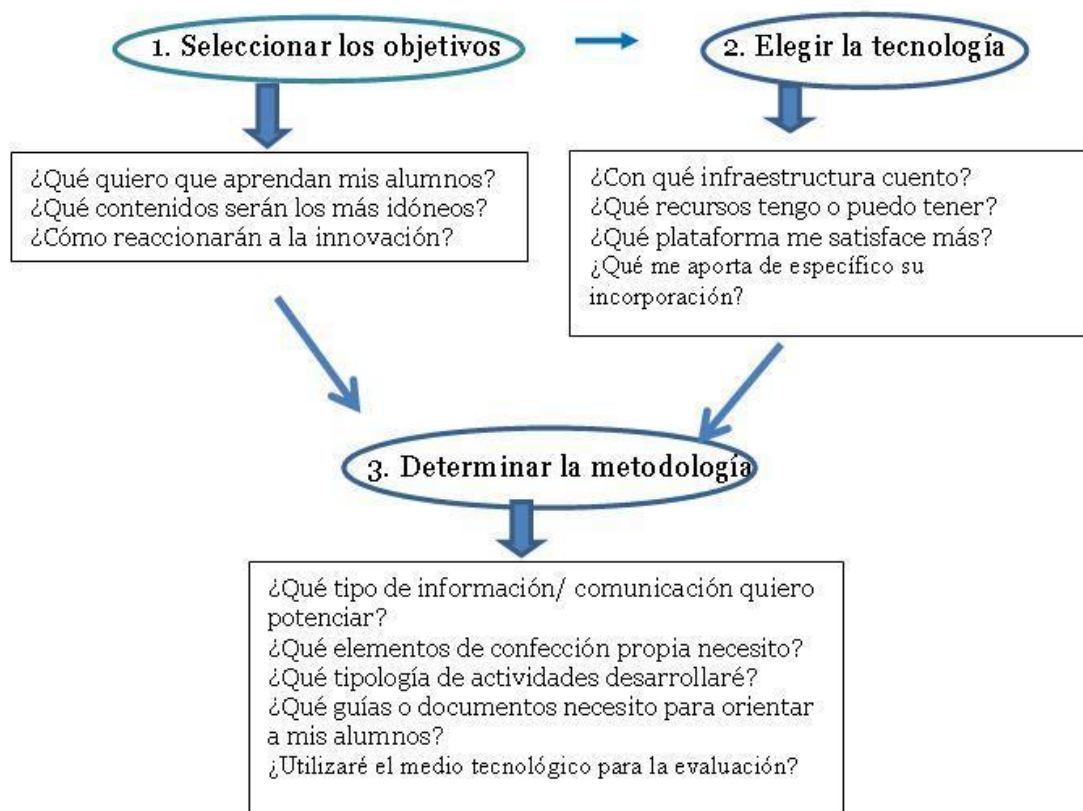 1. Seleccionar los objetivos
2. Elegir la tecnología
¿Qué quiero que aprendan mis alumnos?
¿Qué contenidos serán los más idóneos?
¿Cómo reaccionarán a la innovación?
¿Con qué infraestructura cuento?
¿Qué recursos tengo o puedo tener?
¿Qué plataforma me satisface más?
¿Qué me aporta de específico su
incorporación?
3. Determinar la metodología
¿Qué tipo de información/ comunicación quiero
potenciar?
¿Qué elementos de confección propia necesito?
¿Qué tipología de actividades desarrollaré?
¿Qué guías o documentos necesito para orientar
a mis alumnos?
¿Utilizaré el medio tecnológico para la evaluación?